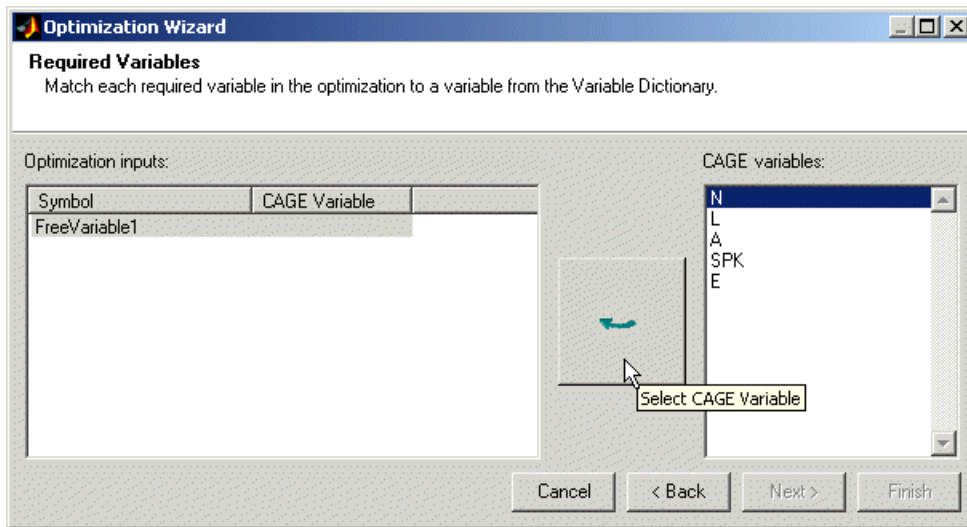 Optimization Wizard
Required Variables
Match each required variable in the optimization to a variable from the Variable Dictionary.
Optimization inputs:
CAGE variables:
Symbol CAGE Variable
FreeVariable1
N
L
A
SPK
E
Select CAGE Variable
Cancel < Back Next > Finish